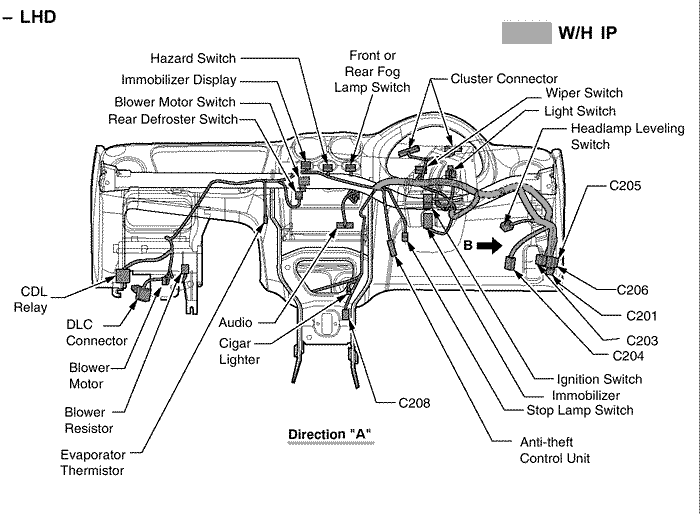 – LHD
W/H IP
Hazard Switch
Immobilizer Display
Blower Motor Switch
Rear Defroster Switch
Front or
Rear Fog
Lamp Switch
Cluster Connector
Wiper Switch
Light Switch
Headlamp Leveling
Switch
C205
B
C206
C201
C203
C204
CDL
Relay
DLC
Connector
Blower
Motor
Blower
Resistor
Evaporator
Thermistor
Audio
Cigar
Lighter
C208
Ignition Switch
Immobilizer
Stop Lamp Switch
Anti-theft
Control Unit
Direction "A"